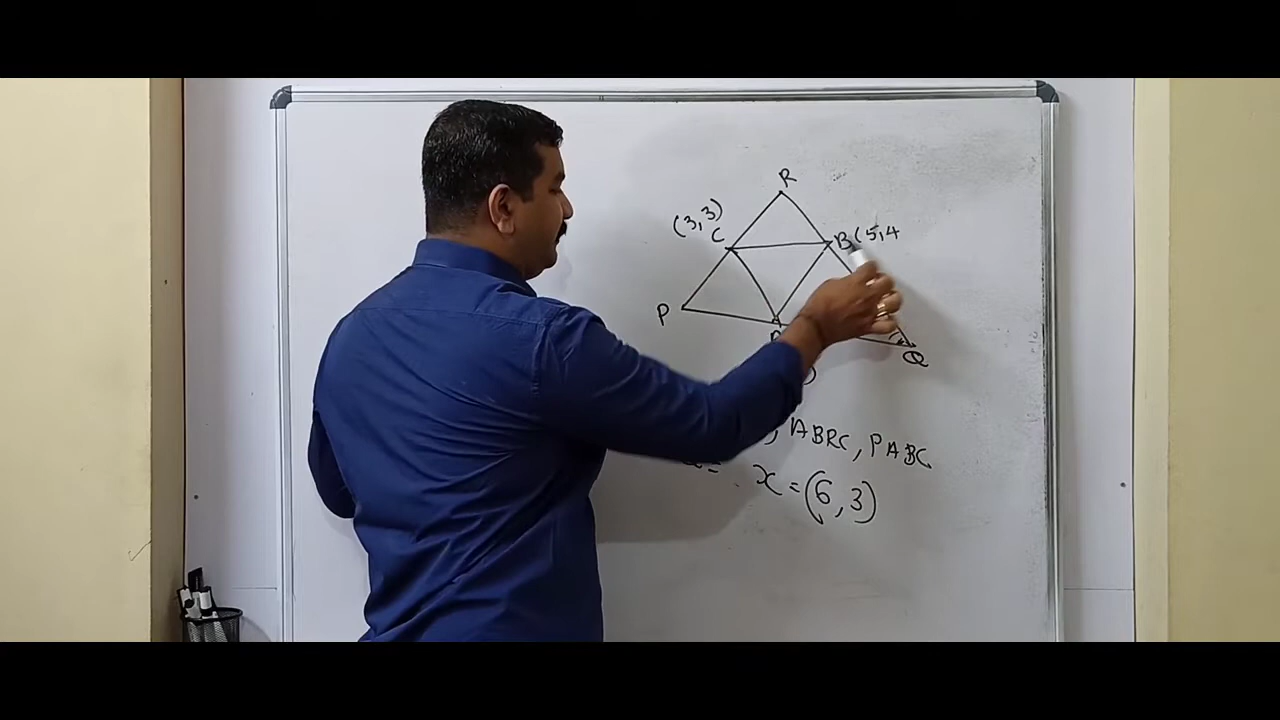 R
(3,3)
C
B(5,4
P
Q
, ABRC, PABC
x = (6,3)